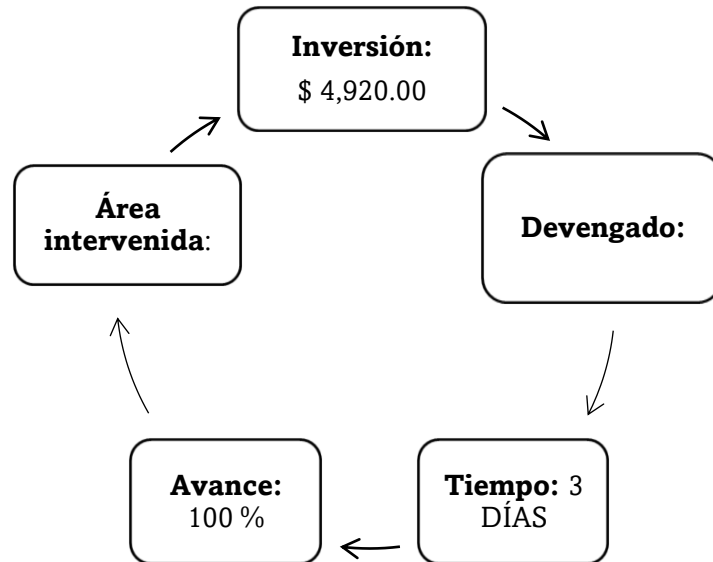 Inversión:
$ 4,920.00
Devengado:
Tiempo: 3
DÍAS
Avance:
100 %
Área
intervenida: